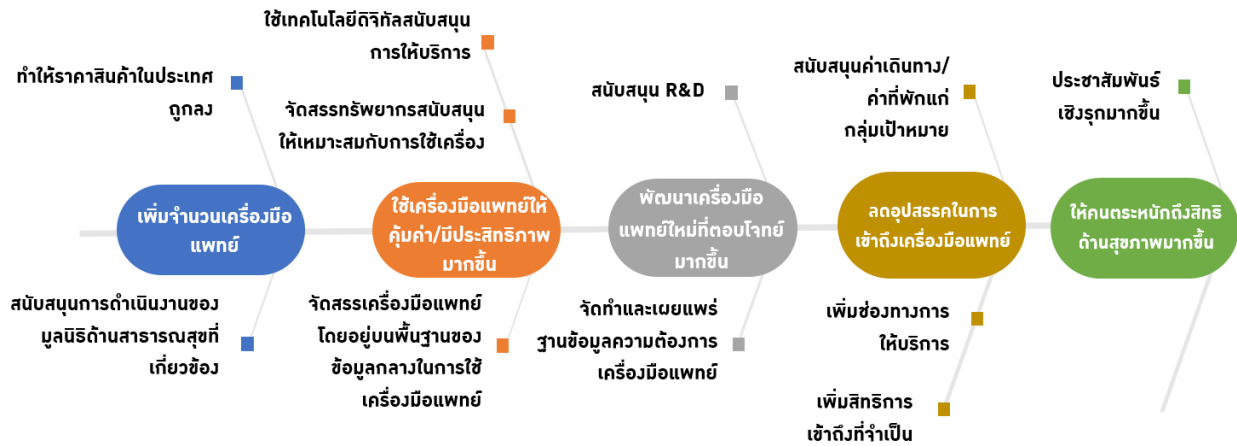 ใช้เทคโนโลยีดิจิทัลสนับสนุน
การให้บริการ
ทำให้ราคาสินค้าในประเทศ
ถูกลง
จัดสรรทรัพยากรสนับสนุน
ให้เหมาะสมกับการใช้เครื่อง
สนับสนุน R&D
สนับสนุนค่าเดินทาง/
ค่าที่พักแก่
กลุ่มเป้าหมาย
ประชาสัมพันธ์
เชิงรุกมากขึ้น
เพิ่มจำนวนเครื่องมือ
แพทย์
ใช้เครื่องมือแพทย์ให้
คุ้มค่า/มีประสิทธิภาพ
มากขึ้น
พัฒนาเครื่องมือ
แพทย์ใหม่ที่ตอบโจทย์
มากขึ้น
ลดอุปสรรคในการ
เข้าถึงเครื่องมือแพทย์
ให้คนตระหนักถึงสิทธิ
ด้านสุขภาพมากขึ้น
สนับสนุนการดำเนินงานของ
มูลนิธิด้านสาธารณสุขที่
เกี่ยวข้อง
จัดสรรเครื่องมือแพทย์
โดยอยู่บนพื้นฐานของ
ข้อมูลกลางในการใช้
เครื่องมือแพทย์
จัดทำและเผยแพร่
ฐานข้อมูลความต้องการ
เครื่องมือแพทย์
เพิ่มช่องทางการ
ให้บริการ
เพิ่มสิทธิการ
เข้าถึงที่จำเป็น